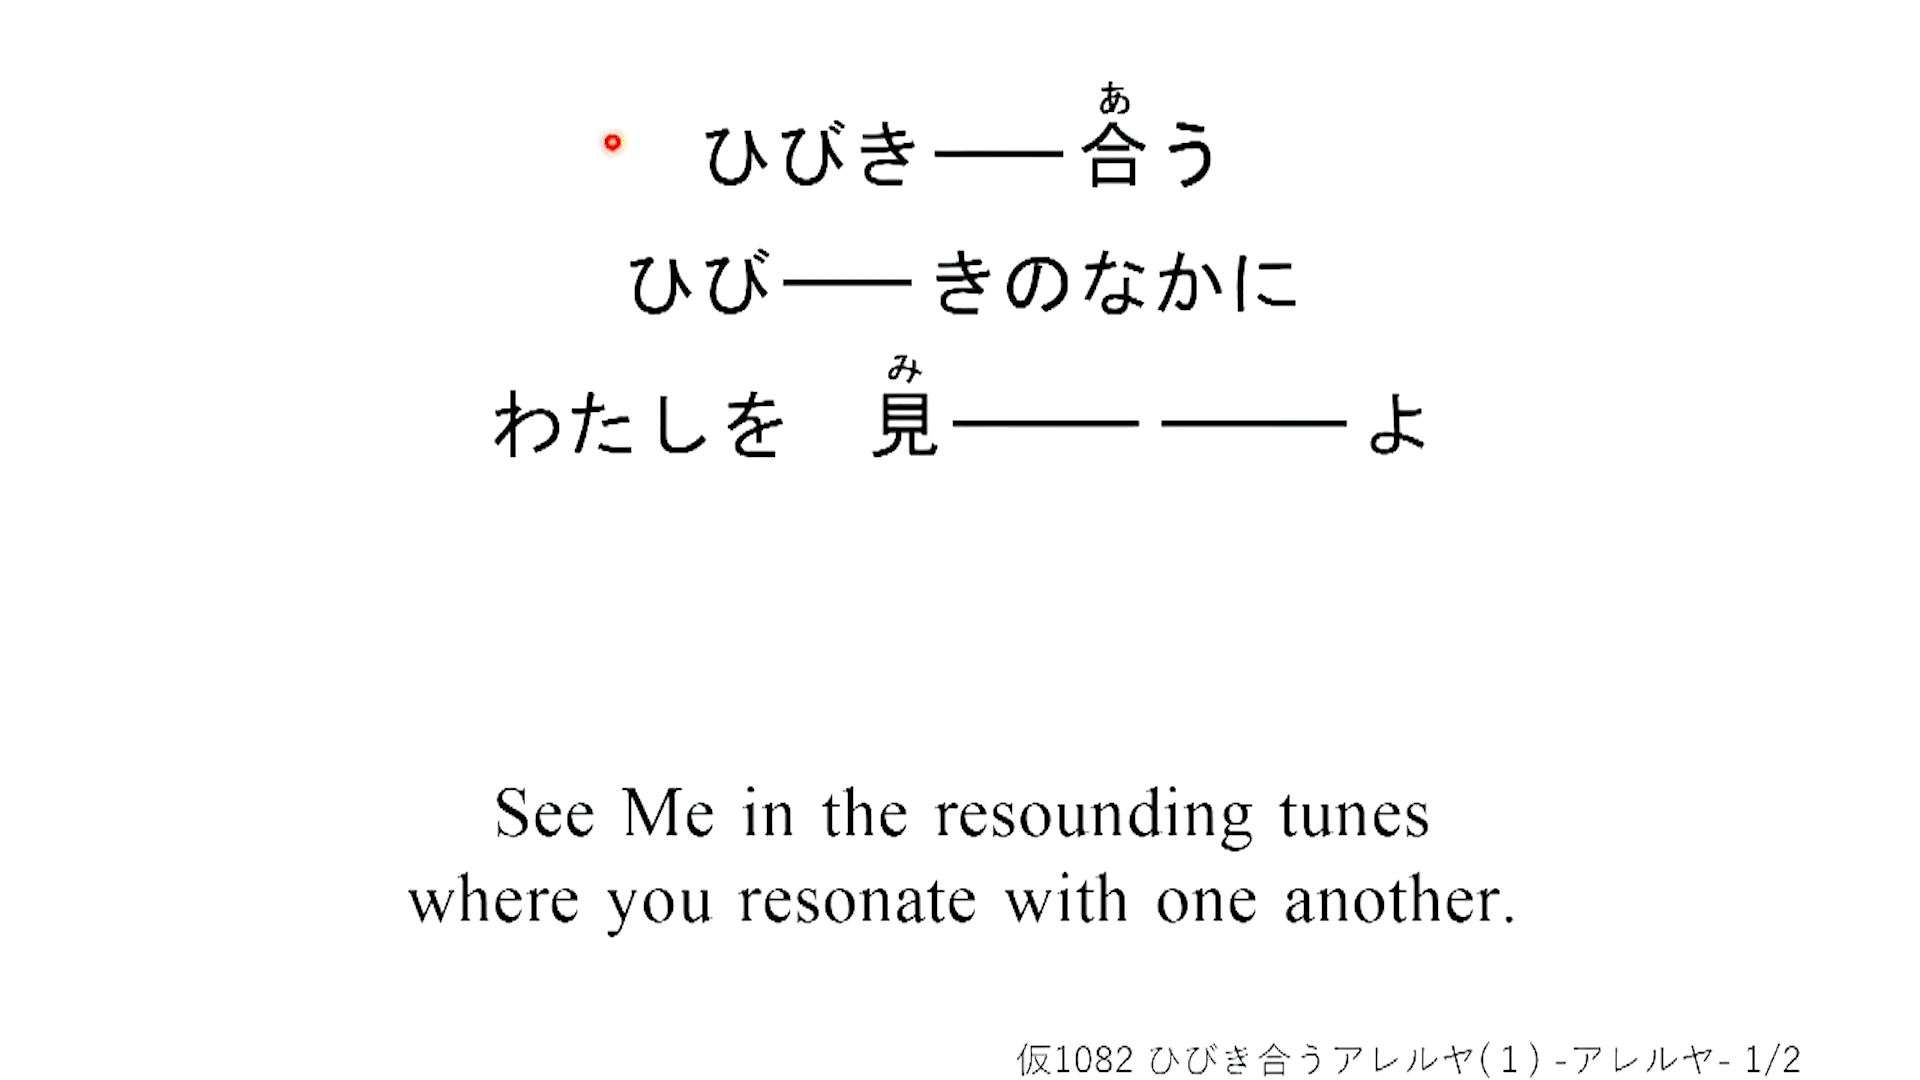 あ
ひびき――合う
ひび――きのなかに
み
わたしを　見―― ――よ
See Me in the resounding tunes
where you resonate with one another.
仮1082 ひびき合うアレルヤ(１) -アレルヤ- 1/2